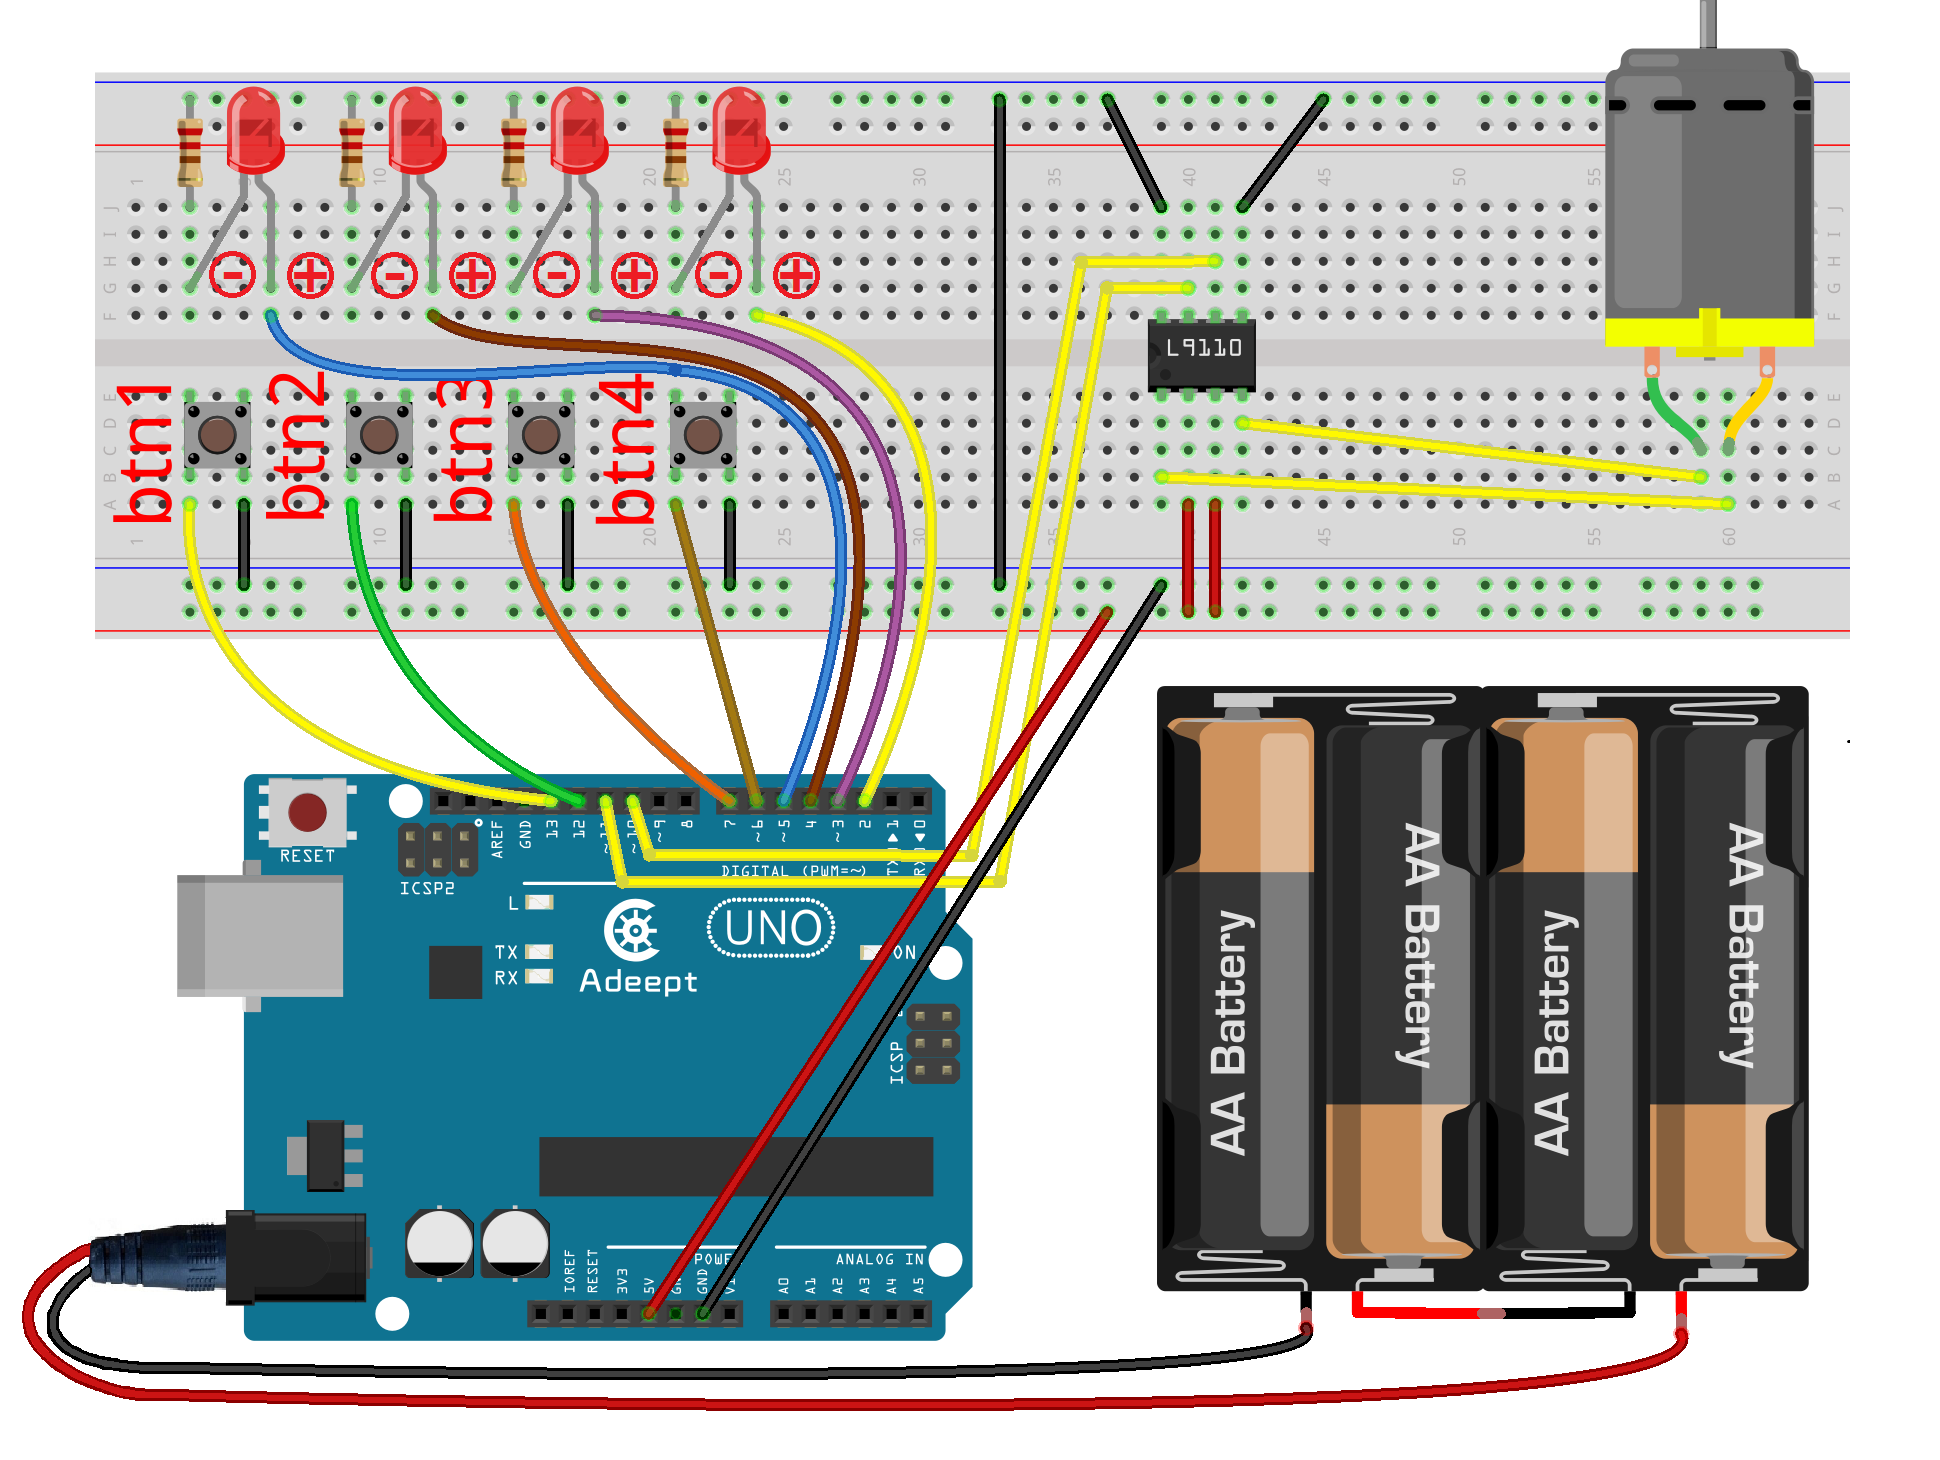 1
5
10
15
20
25
30
35
40
45
50
55
J
I
H
G
F
J
I
H
- + - + - + - +
L9110
btn1 btn2 btn3 btn4
E
D
C
B
A
E
D
C
B
A
1
10
15
20
25
30
35
45
50
55
60
RESET
ICSP2
AREF
GND
13
12
~11
~10
~9
8
7
~6
~5
4
~3
2
TX▶1
RX◀0
DIGITAL (PWM=~)
L
TX
RX
UNO
ON
Adeept
ICSP
IOREF
RESET
3V3
5V
GND
POWER
ANALOG IN
A0
A1
A2
A3
A4
A5
AA Battery
AA Battery
AA Battery
AA Battery